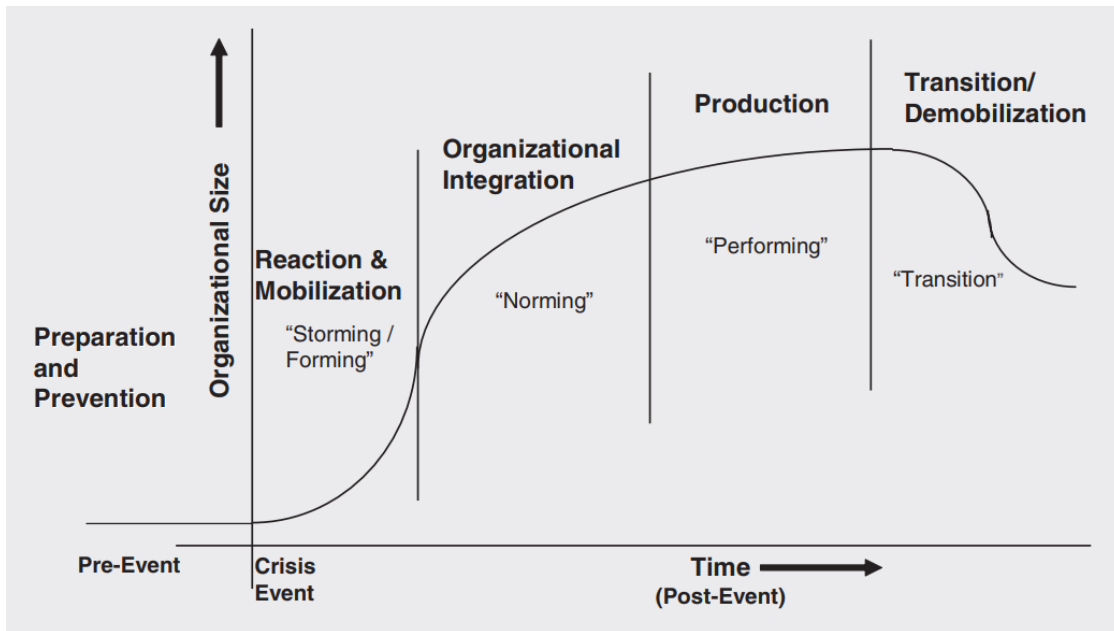 Preparation
and
Prevention
Organizational Size
Reaction &
Mobilization
“Storming /
Forming”
Organizational
Integration
“Norming”
Production
“Performing”
Transition/
Demobilization
“Transition”
Pre-Event
Crisis
Event
Time
(Post-Event)